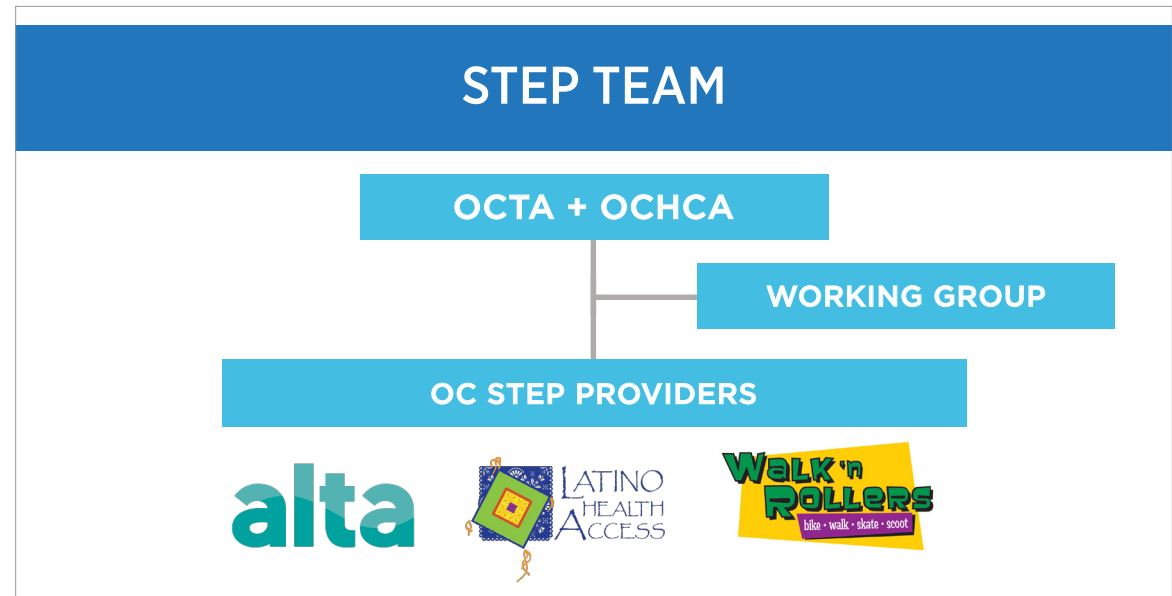 STEP TEAM
OCTA + OCHCA
WORKING GROUP
OC STEP PROVIDERS
alta
LATINO
HEALTH
ACCESS
WALK 'n
ROLLeRS
bike • walk • skate • scoot